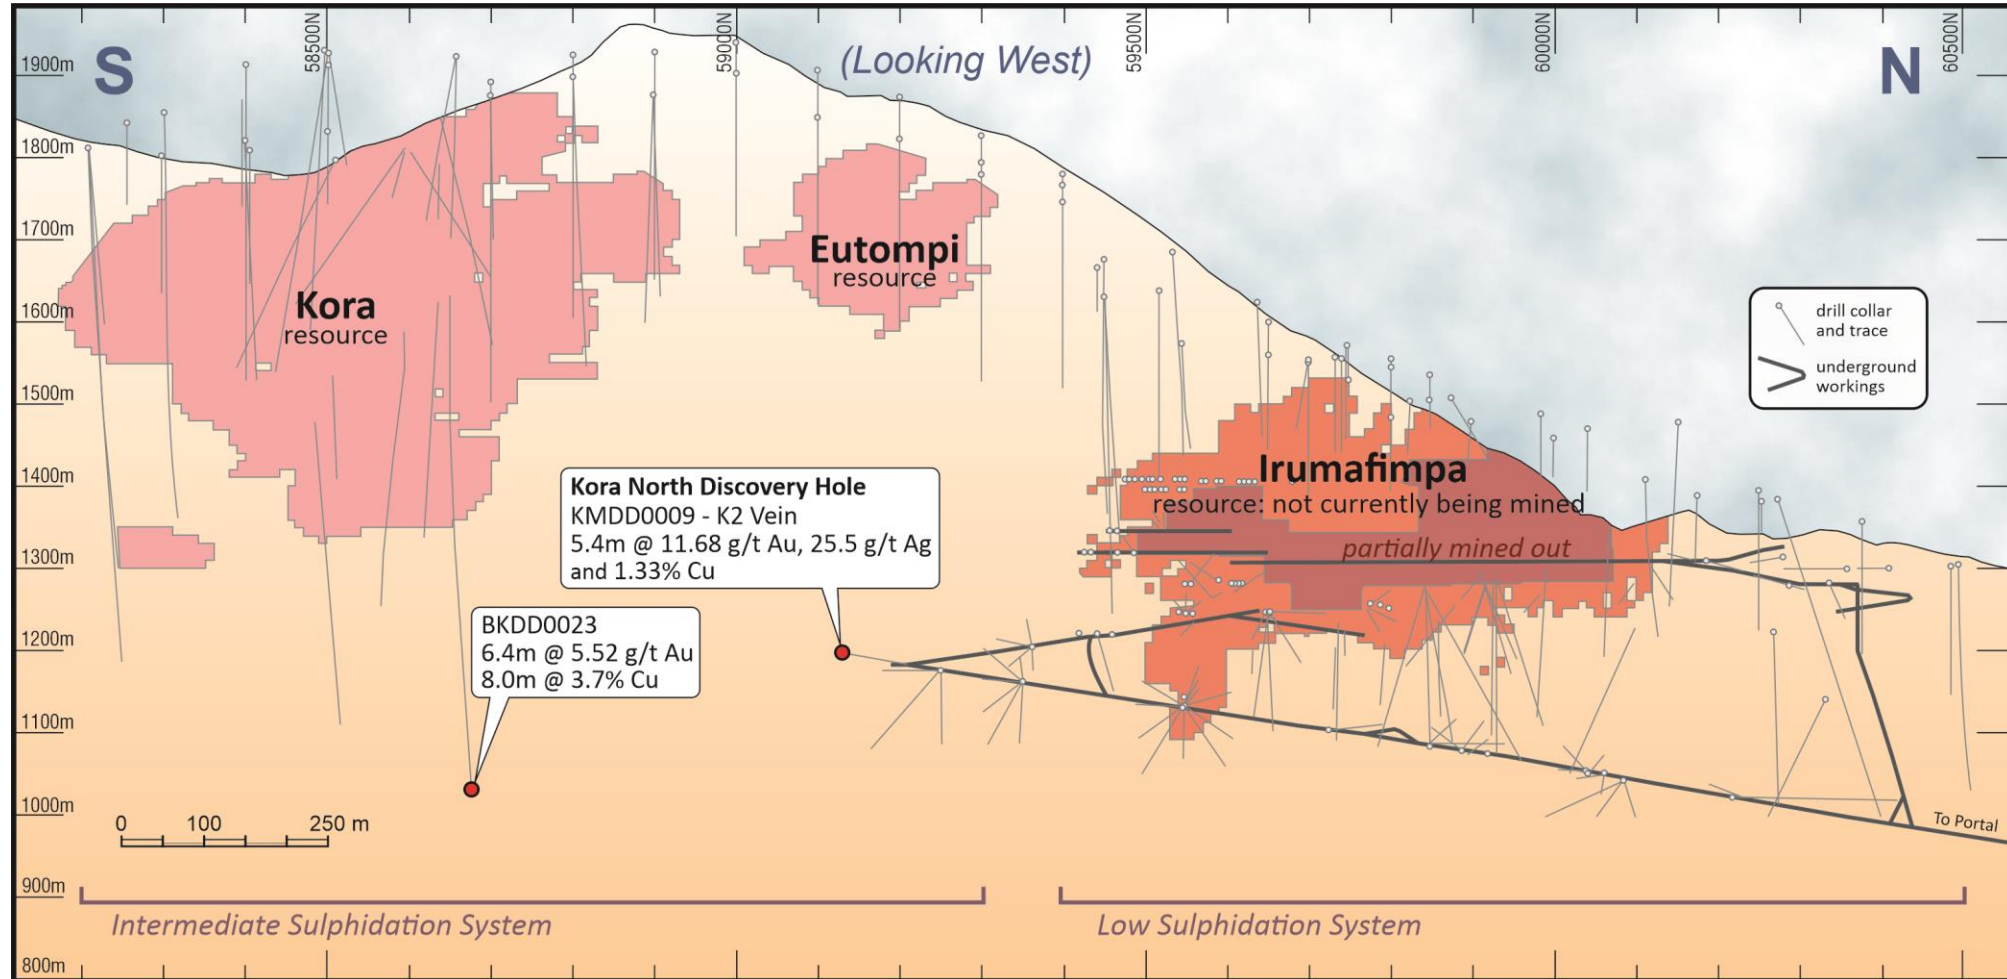 S
(Looking West)
N
58500N
59000N
59500N
60000N
60500N
1900m
1800m
1700m
1600m
1500m
1400m
1300m
1200m
1100m
1000m
900m
800m
Kora
resource
Eutompi
resource
Irumafimpa
resource: not currently being mined
partially mined out
drill collar
and trace
underground
workings
Kora North Discovery Hole
KMDD0009 - K2 Vein
5.4m @ 11.68 g/t Au, 25.5 g/t Ag
and 1.33% Cu
BKDD0023
6.4m @ 5.52 g/t Au
8.0m @ 3.7% Cu
0 100 250 m
To Portal
Intermediate Sulphidation System
Low Sulphidation System